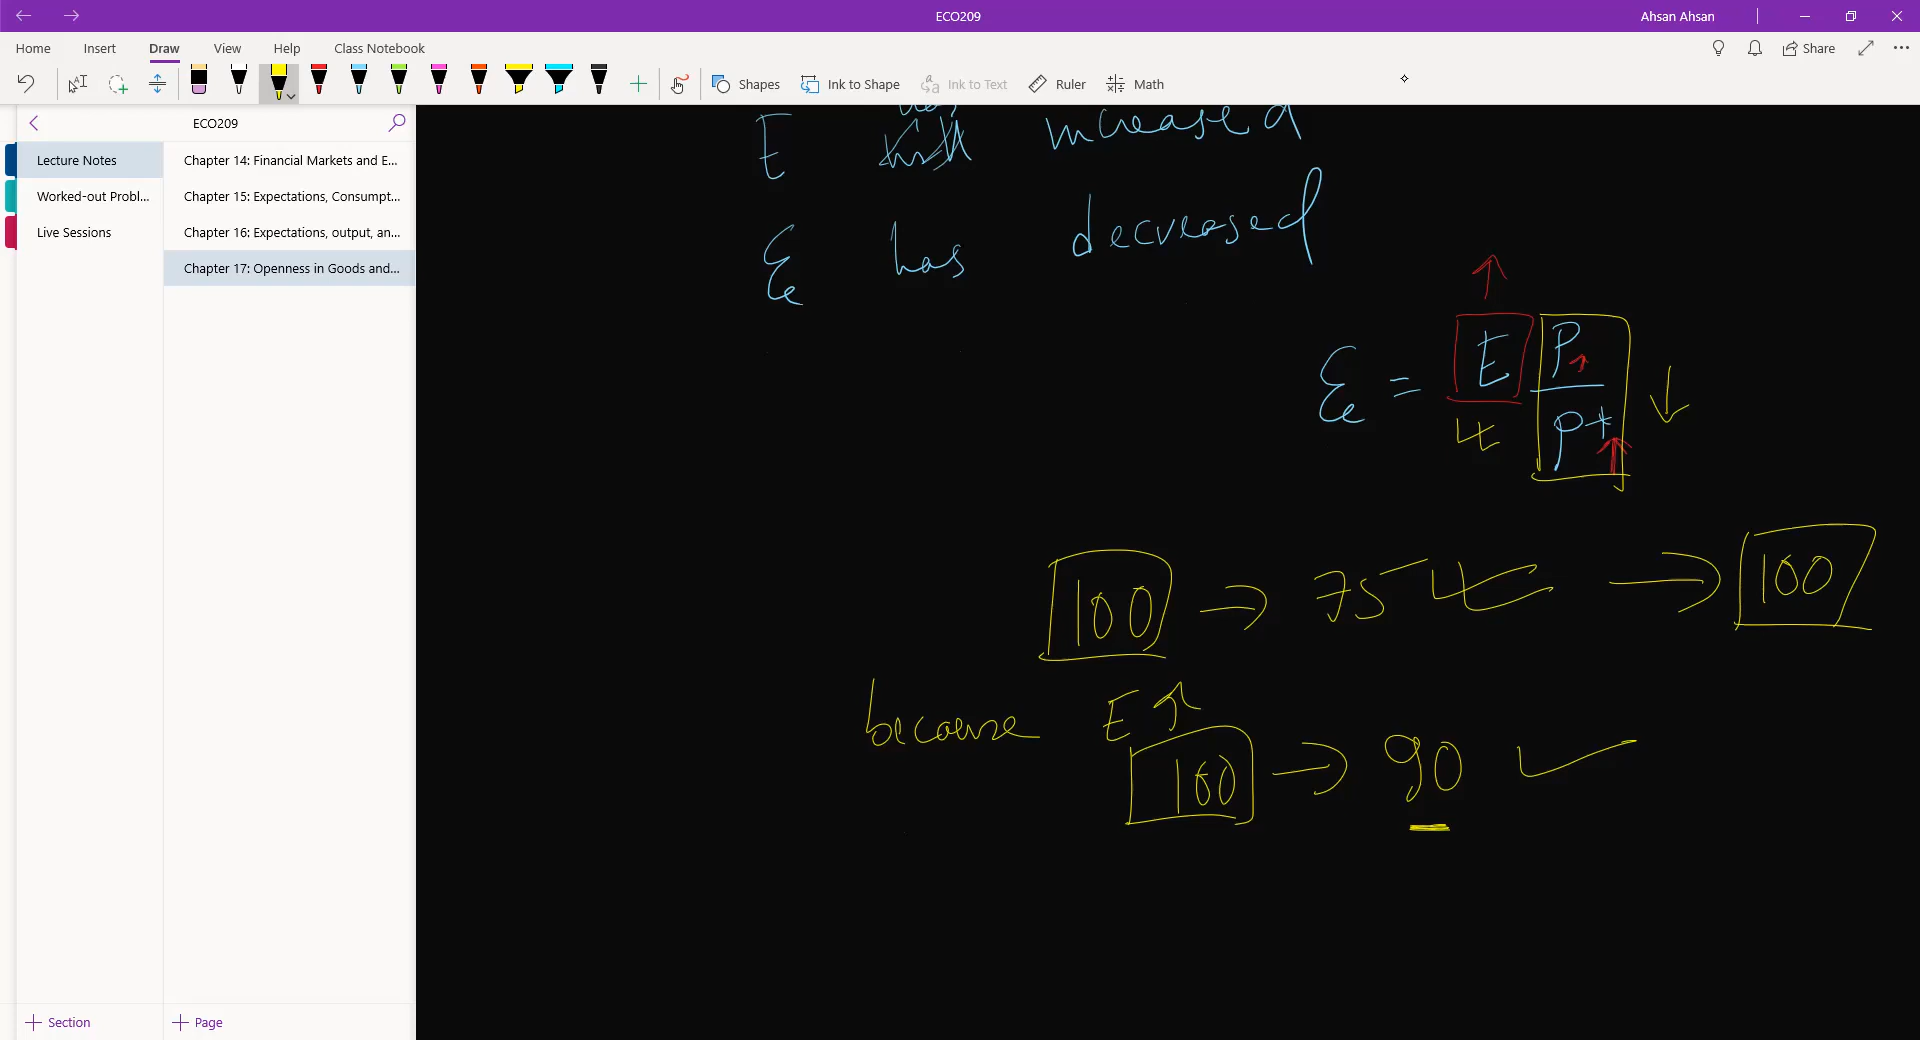 ECO209
Ahsan Ahsan
Home Insert Draw View Help Class Notebook
Share
Shapes Ink to Shape Ink to Text Ruler Math
ECO209
Lecture Notes
Worked-out Probl...
Live Sessions
Chapter 14: Financial Markets and E...
Chapter 15: Expectations, Consumpt...
Chapter 16: Expectations, output, an...
Chapter 17: Openness in Goods and...
E has increased
ε has decreased
ε = E P
P*
100 → 75 → 100
because E ↑
100 → 90 ✓
+ Section
+ Page